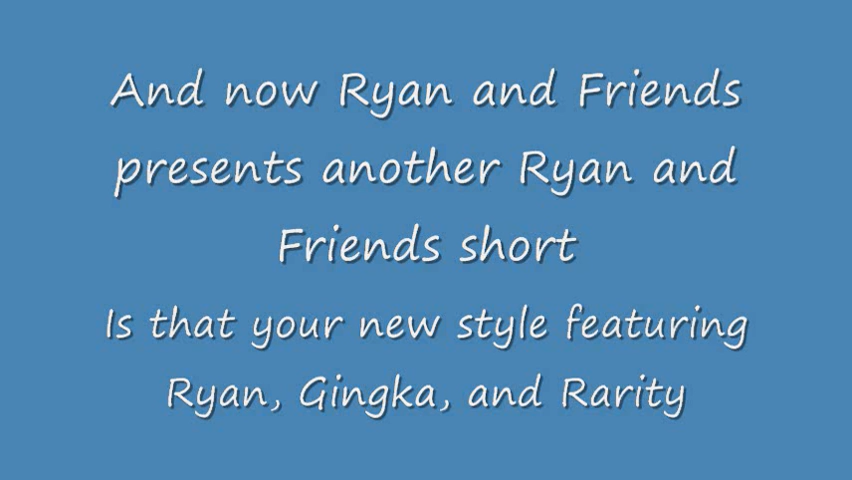 And now Ryan and Friends
presents another Ryan and
Friends short
Is that your new style featuring
Ryan, Gingka, and Rarity